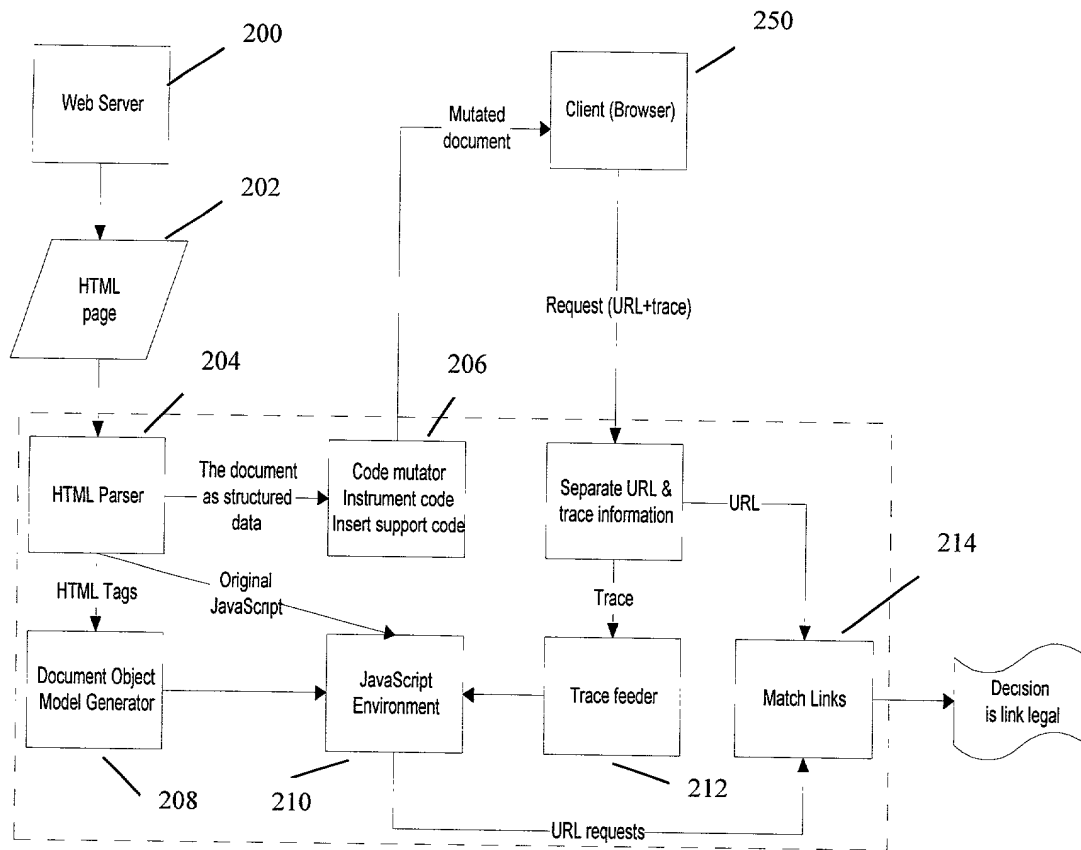 200
Web Server
250
Client (Browser)
Mutated
document
202
HTML
page
Request (URL+trace)
204
206
HTML Parser
The document
as structured
data
Code mutator
Instrument code
Insert support code
Separate URL &
trace information
URL
214
HTML Tags
Original
JavaScript
Trace
Document Object
Model Generator
JavaScript
Environment
Trace feeder
Match Links
Decision
is link legal
208
210
212
URL requests